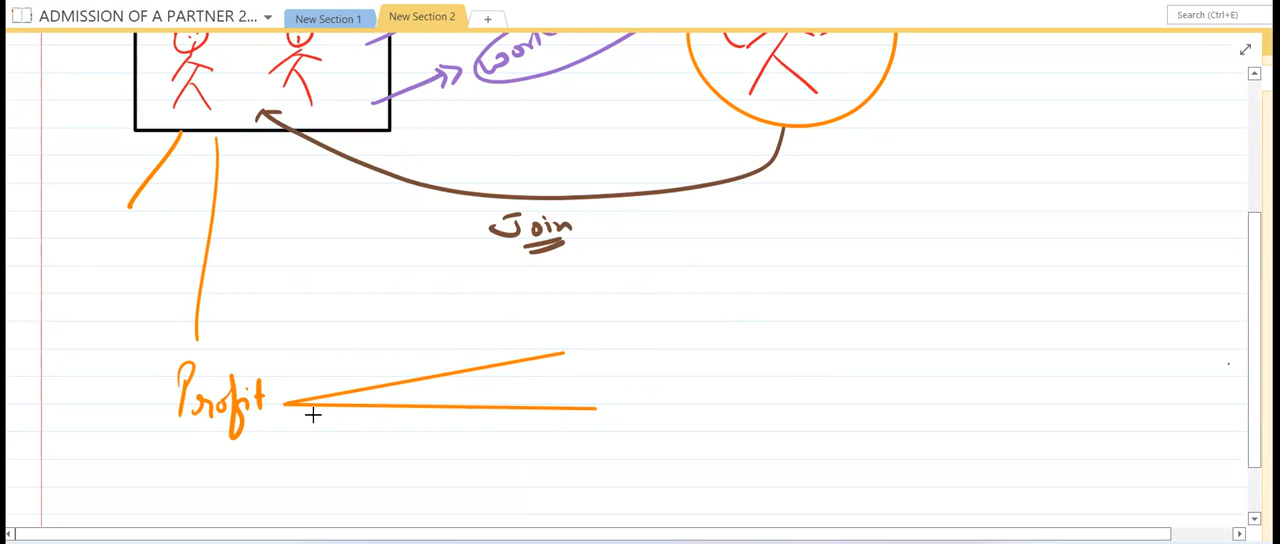 ADMISSION OF A PARTNER 2...
New Section 1
New Section 2
+
Search (Ctrl+E)
Join
Profit